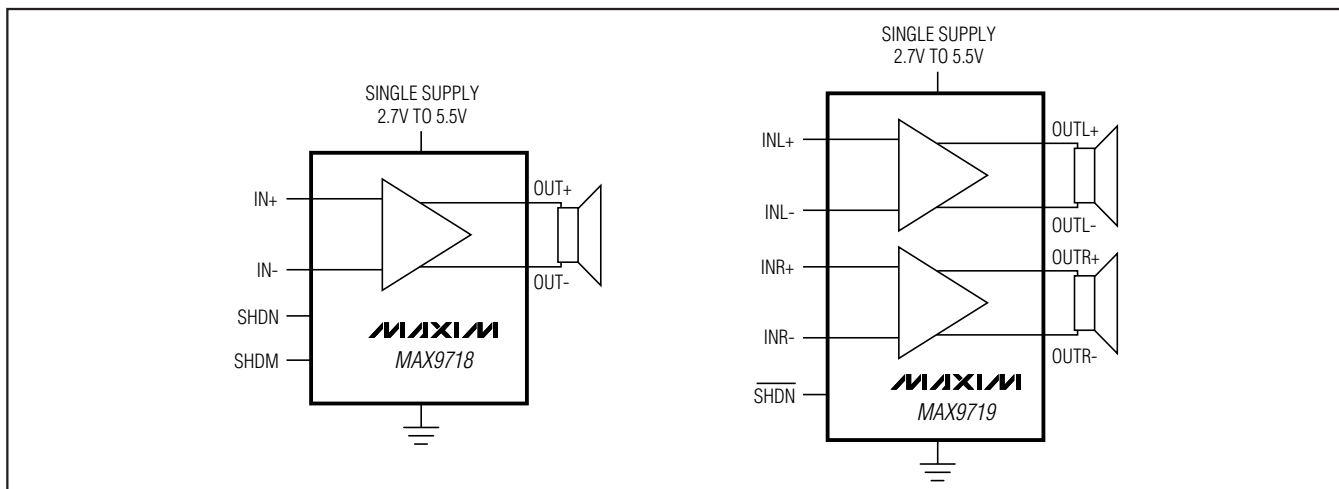 SINGLE SUPPLY
2.7V TO 5.5V
IN+
IN-
SHDN
SHDM
OUT+
OUT-
MAXIM
MAX9718
SINGLE SUPPLY
2.7V TO 5.5V
INL+
INL-
INR+
INR-
SHDN
OUTL+
OUTL-
OUTR+
OUTR-
MAXIM
MAX9719